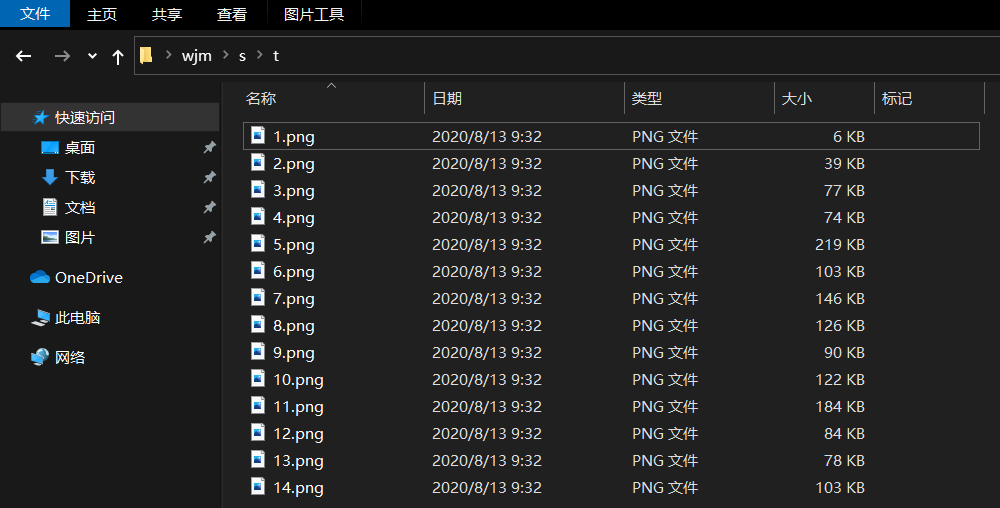 文件 主页 共享 查看 图片工具
wjm s t
名称 日期 类型 大小 标记
快速访问
桌面
下载
文档
图片
OneDrive
此电脑
网络
1.png 2020/8/13 9:32 PNG 文件 6 KB
2.png 2020/8/13 9:32 PNG 文件 39 KB
3.png 2020/8/13 9:32 PNG 文件 77 KB
4.png 2020/8/13 9:32 PNG 文件 74 KB
5.png 2020/8/13 9:32 PNG 文件 219 KB
6.png 2020/8/13 9:32 PNG 文件 103 KB
7.png 2020/8/13 9:32 PNG 文件 146 KB
8.png 2020/8/13 9:32 PNG 文件 126 KB
9.png 2020/8/13 9:32 PNG 文件 90 KB
10.png 2020/8/13 9:32 PNG 文件 122 KB
11.png 2020/8/13 9:32 PNG 文件 184 KB
12.png 2020/8/13 9:32 PNG 文件 84 KB
13.png 2020/8/13 9:32 PNG 文件 78 KB
14.png 2020/8/13 9:32 PNG 文件 103 KB